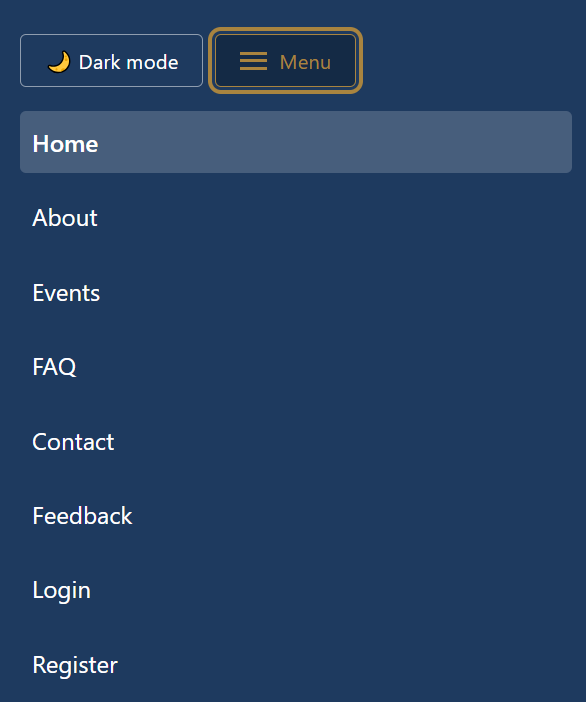 🌙 Dark mode
Menu
Home
About
Events
FAQ
Contact
Feedback
Login
Register